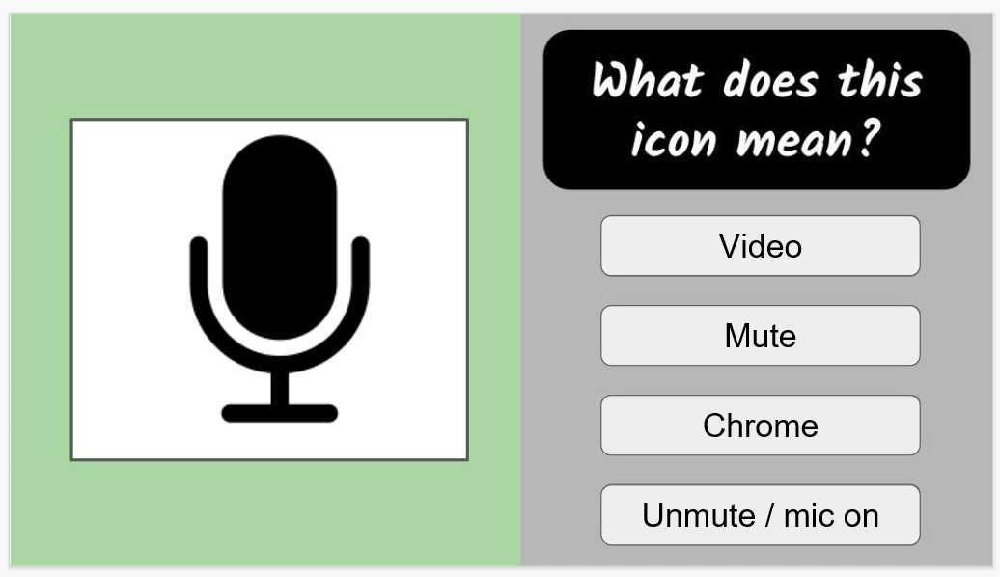 What does this
icon mean?
Video
Mute
Chrome
Unmute / mic on